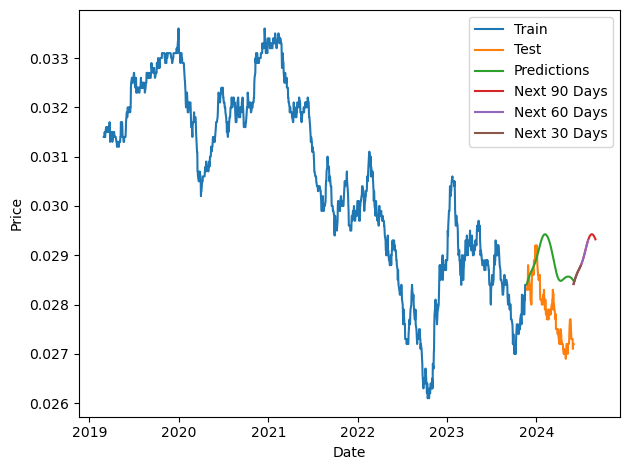 Train
Test
Predictions
Next 90 Days
Next 60 Days
Next 30 Days
Price
0.033
0.032
0.031
0.030
0.029
0.028
0.027
0.026
2019 2020 2021 2022 2023 2024
Date